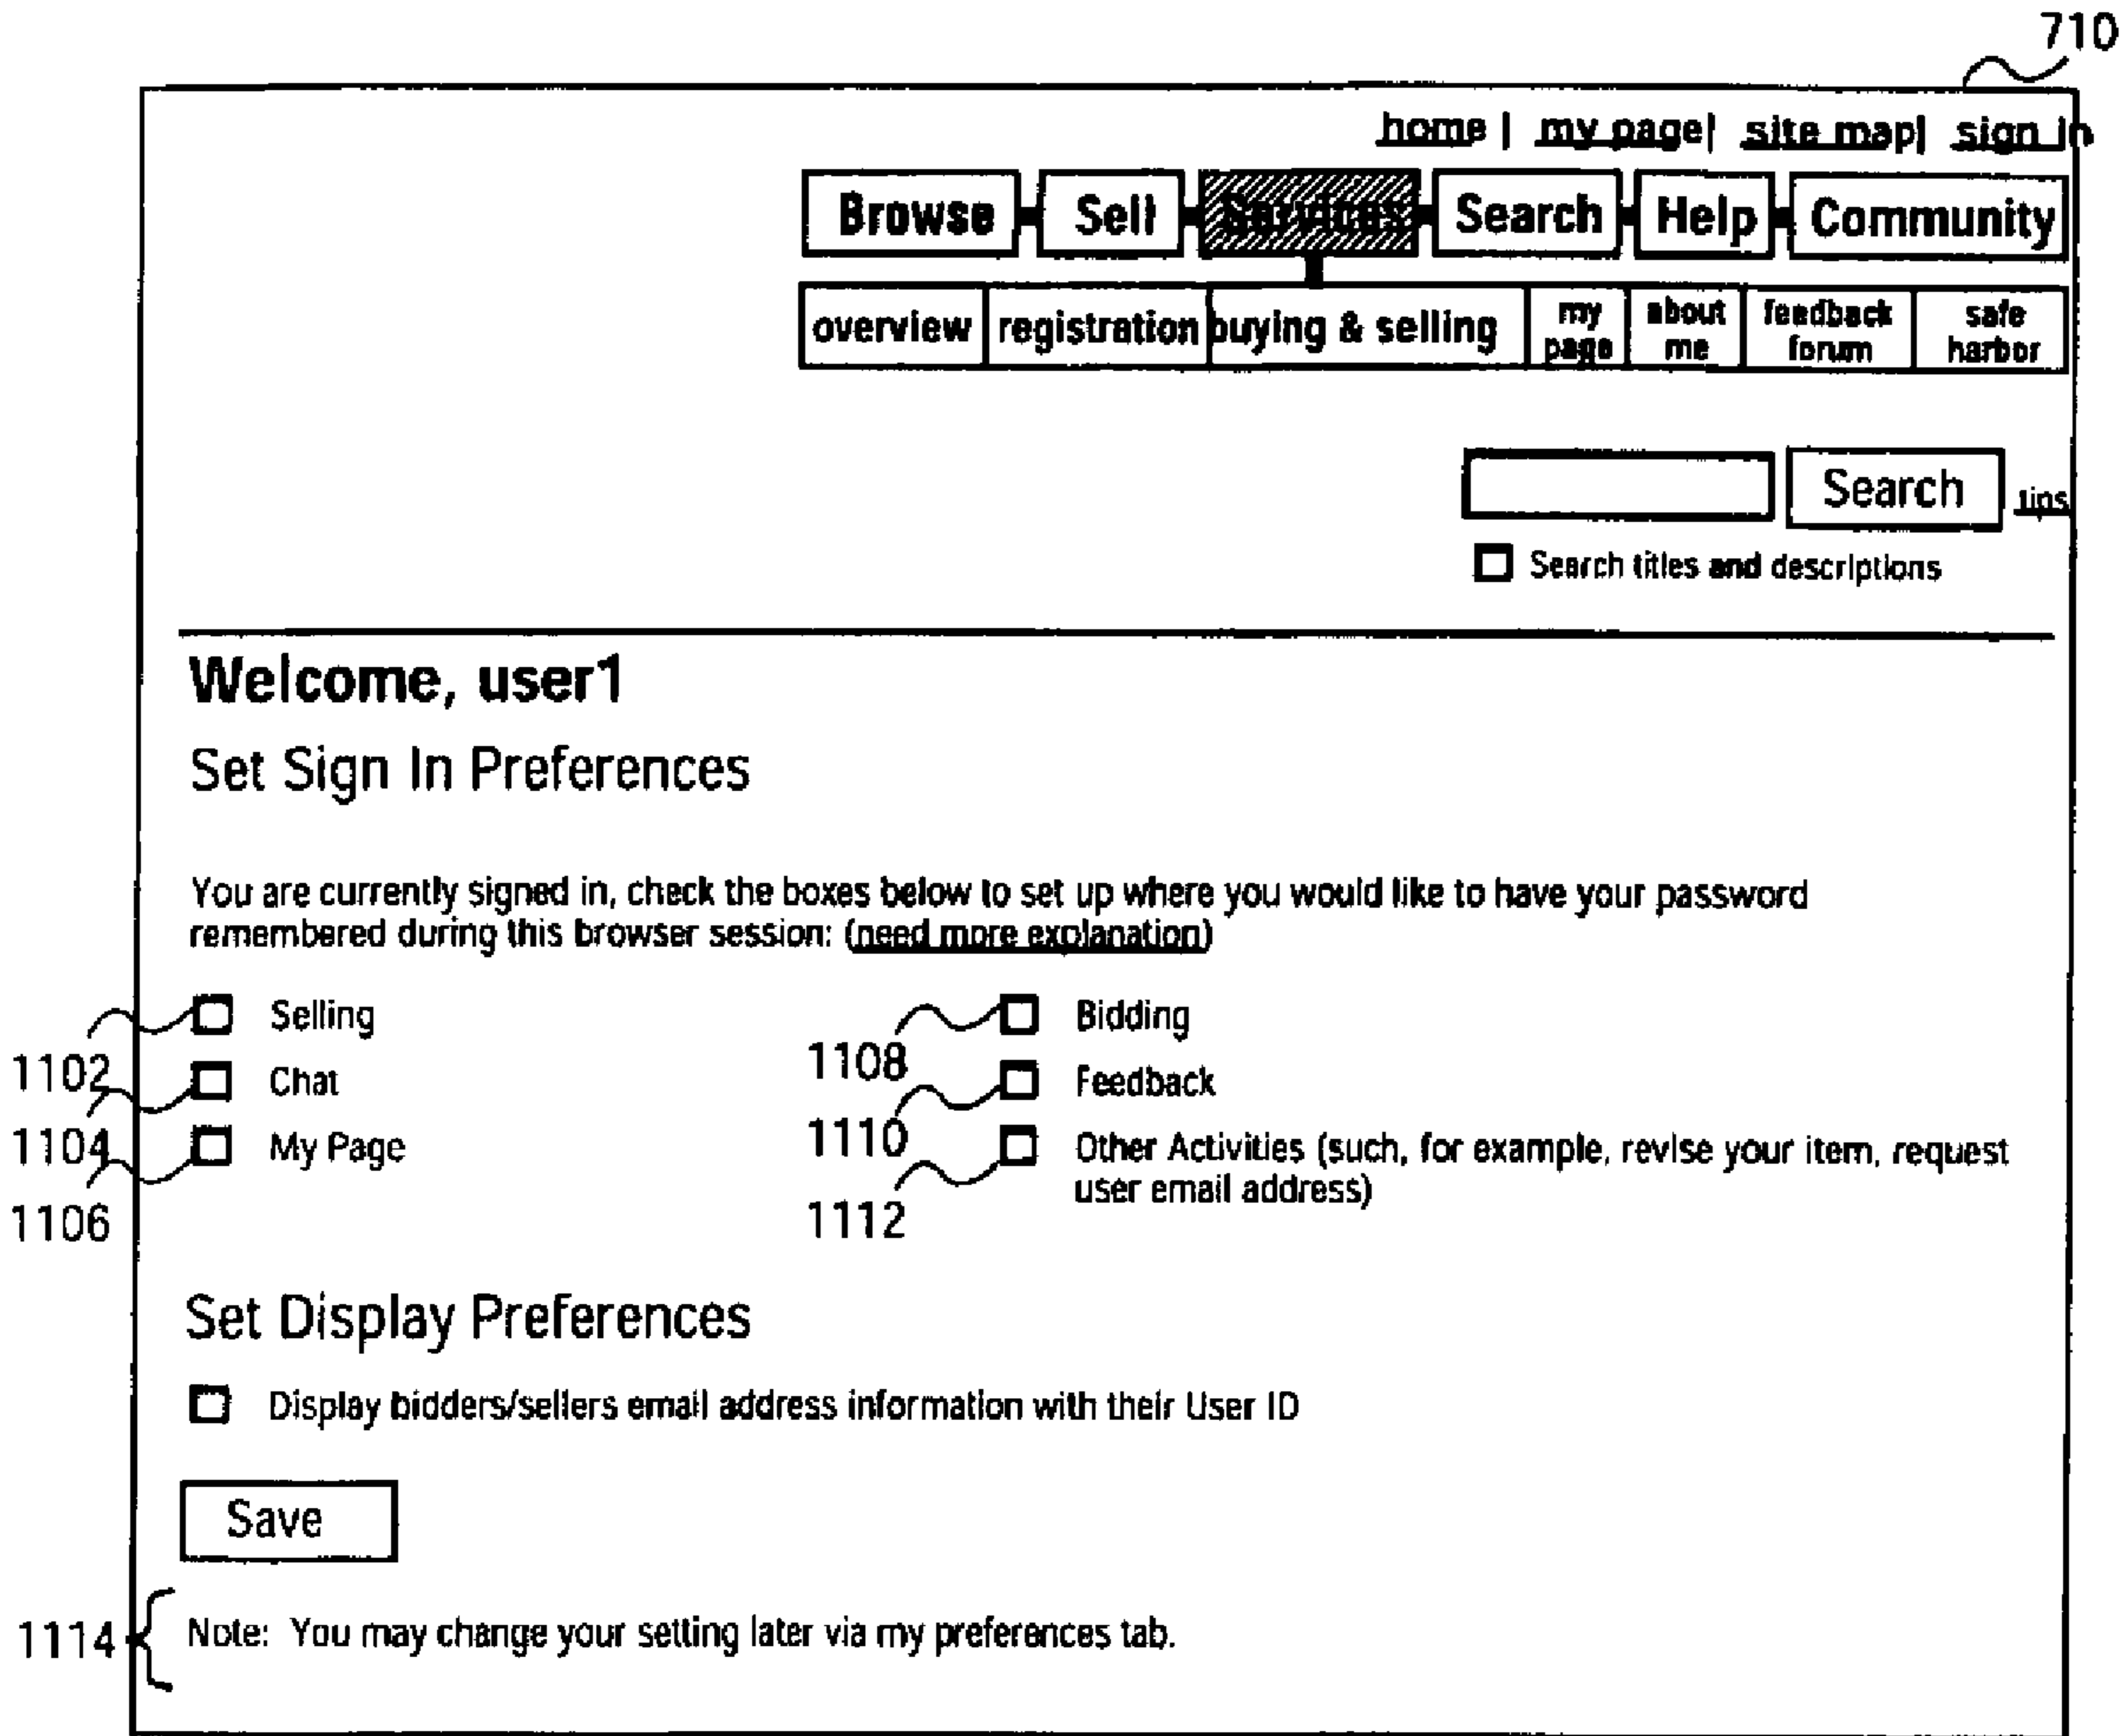 710
home | my page| site map| sign in
Browse Sell Services Search Help Community
overview registration buying & selling my page about me feedback forum safe harbor
Search tips
Search titles and descriptions
Welcome, user1
Set Sign In Preferences
You are currently signed in, check the boxes below to set up where you would like to have your password
remembered during this browser session: (need more explanation)
Selling Bidding
1102 Chat 1108 Feedback
1104 My Page 1110 Other Activities (such, for example, revise your item, request
user email address)
1106 1112
Set Display Preferences
Display bidders/sellers email address information with their User ID
Save
1114 Note: You may change your setting later via my preferences tab.